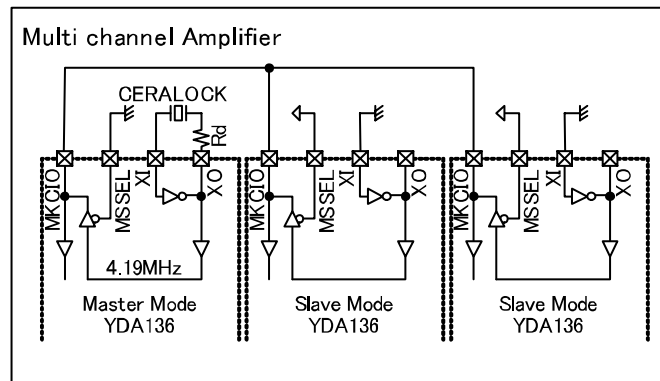 Multi channel Amplifier
CERALOCK
Rd
MKCIO
MSSEL
XI
XO
MKCIO
MSSEL
XI
XO
MKCIO
MSSEL
XI
XO
4.19MHz
Master Mode
YDA136
Slave Mode
YDA136
Slave Mode
YDA136